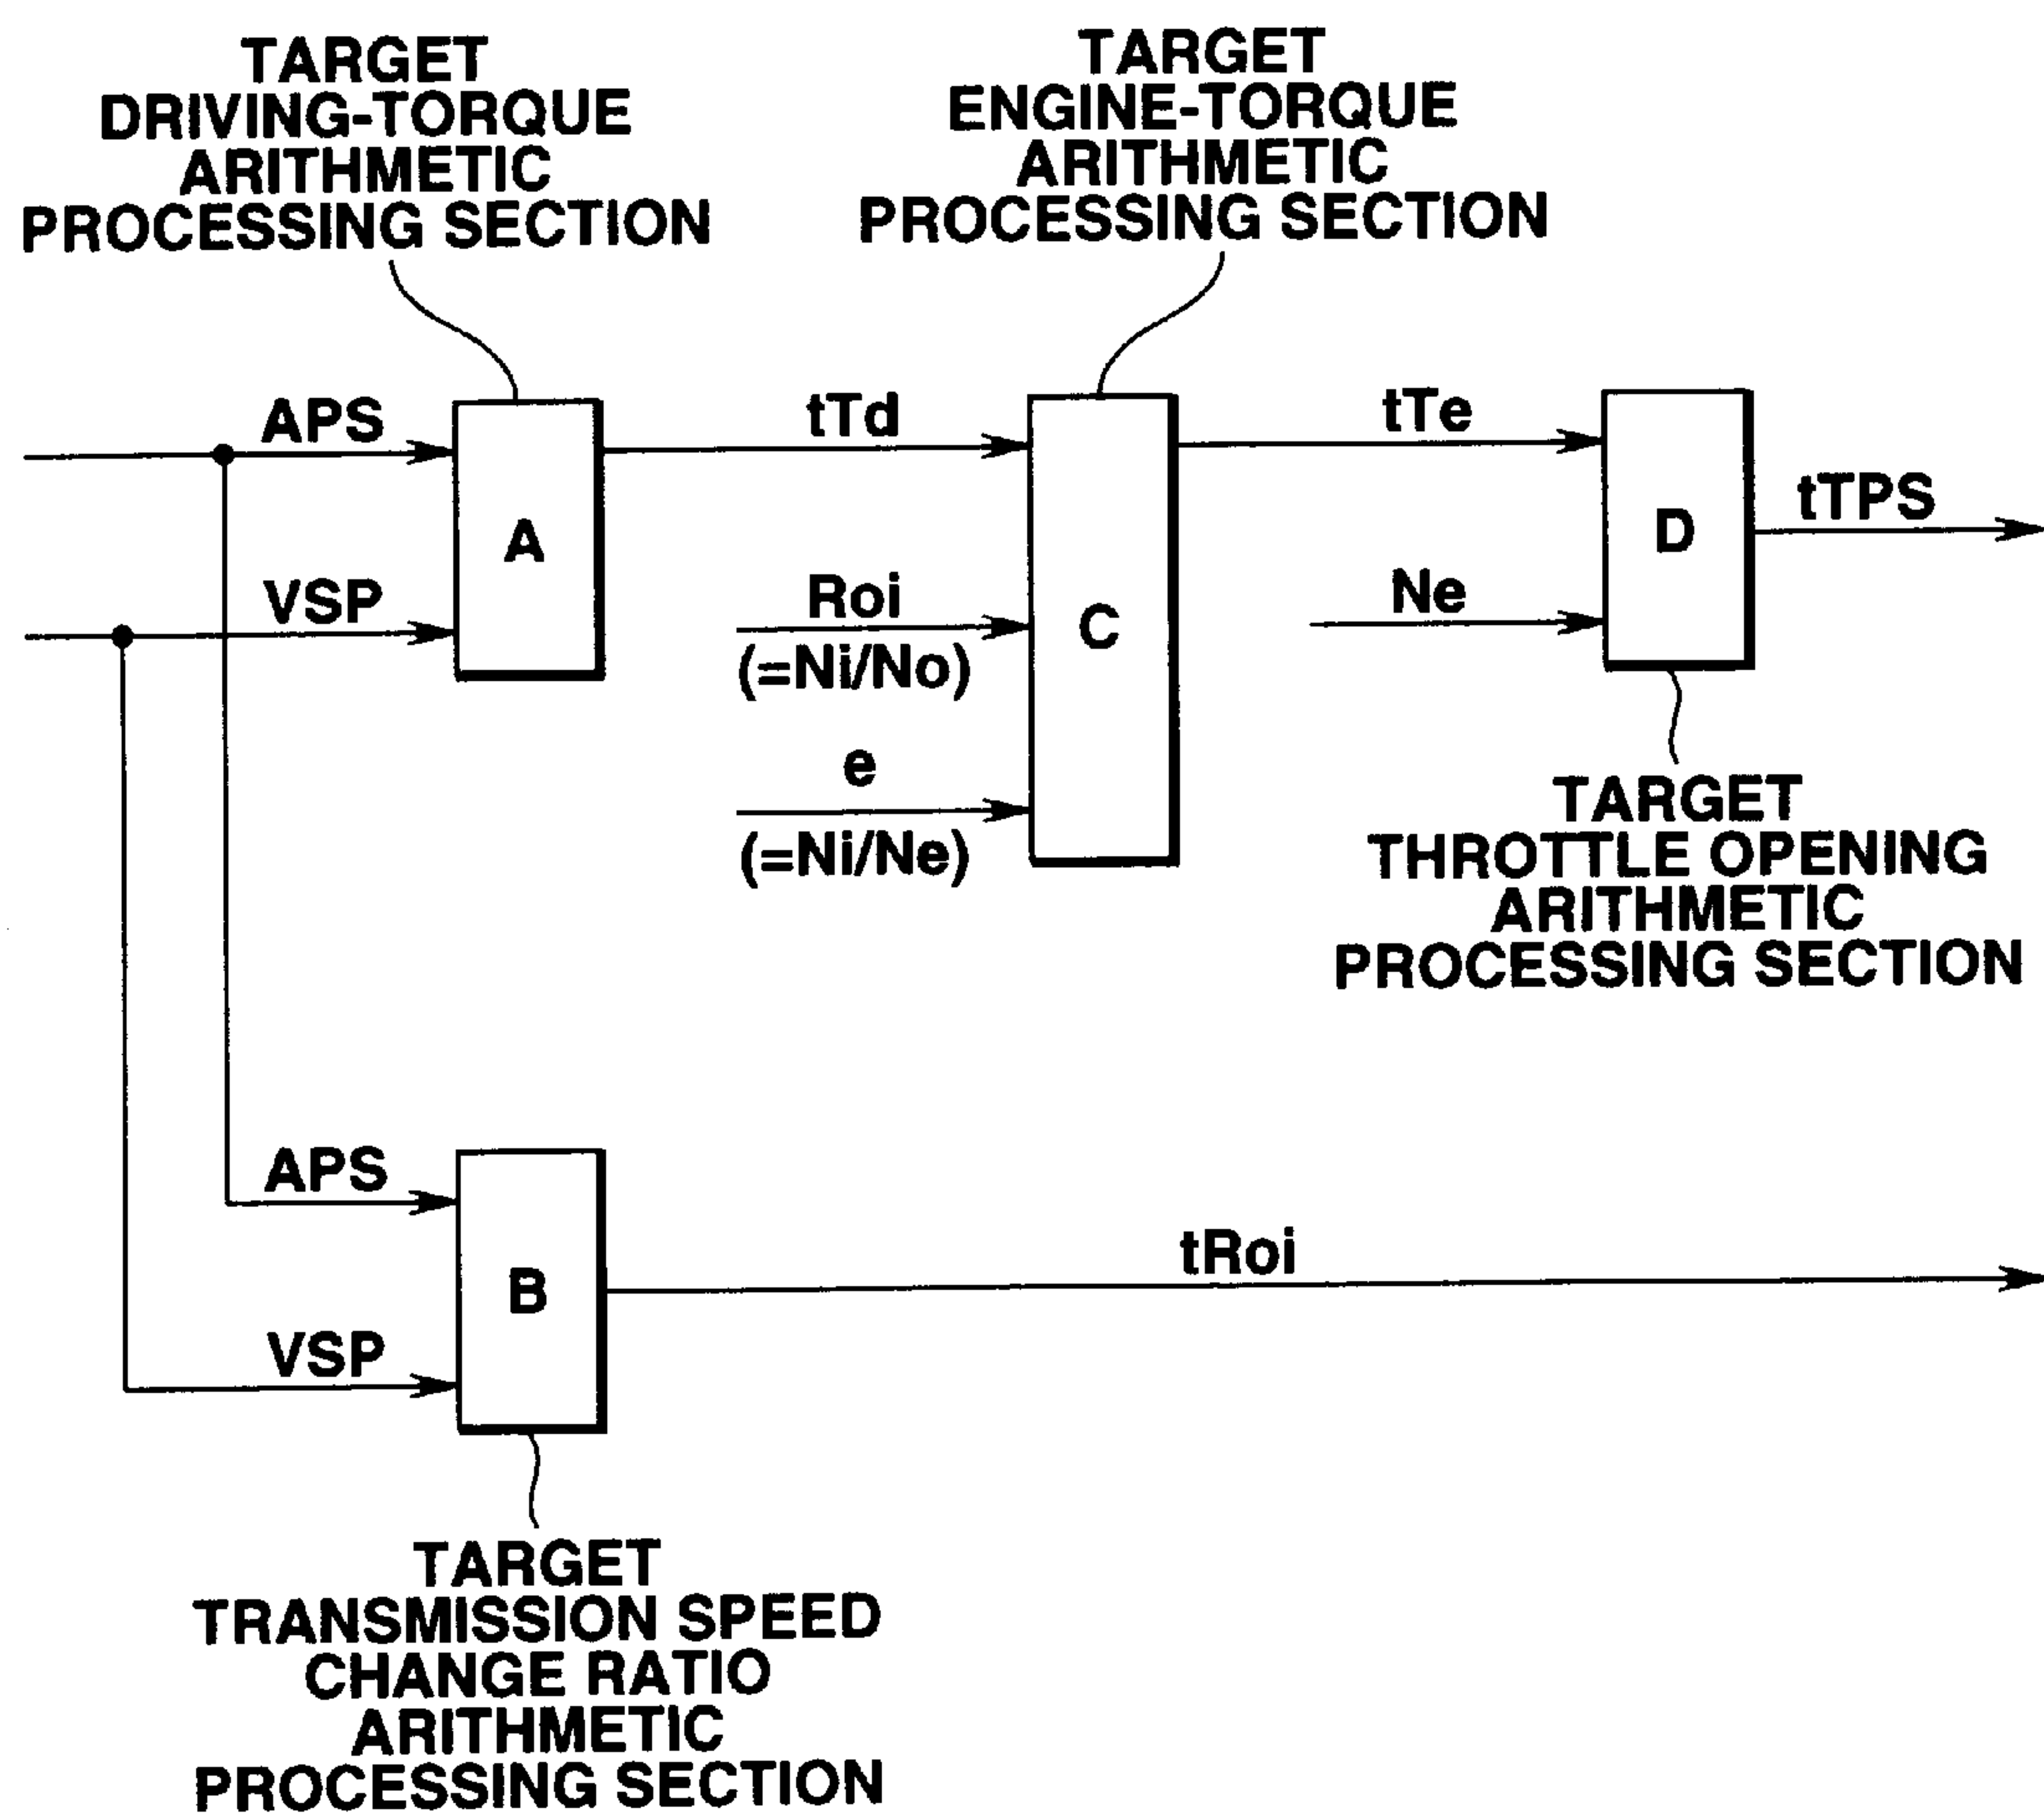 TARGET
DRIVING-TORQUE
ARITHMETIC
PROCESSING SECTION
TARGET
ENGINE-TORQUE
ARITHMETIC
PROCESSING SECTION
APS
tTd
tTe
tTPS
A
D
VSP
Roi
(=Ni/No)
C
Ne
e
(=Ni/Ne)
TARGET
THROTTLE OPENING
ARITHMETIC
PROCESSING SECTION
APS
B
tRoi
VSP
TARGET
TRANSMISSION SPEED
CHANGE RATIO
ARITHMETIC
PROCESSING SECTION